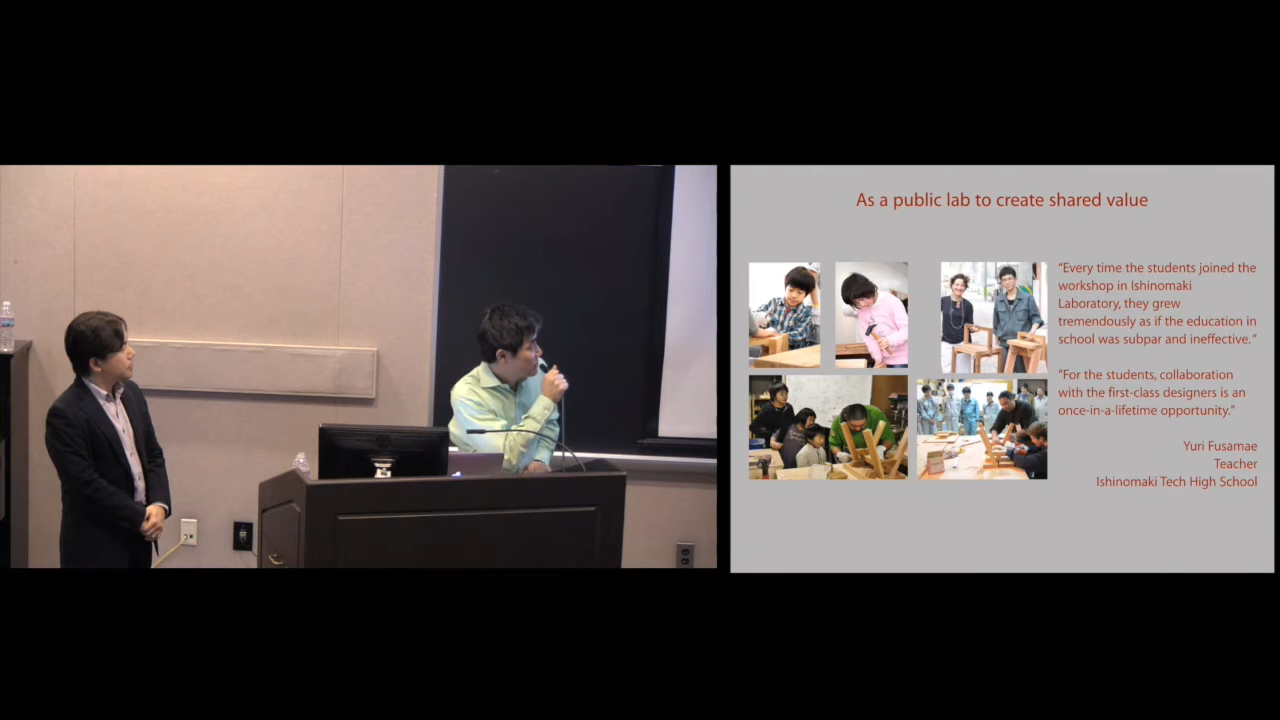 As a public lab to create shared value
“Every time the students joined the
workshop in Ishinomaki
Laboratory, they grew
tremendously as if the education in
school was subpar and ineffective.”
“For the students, collaboration
with the first-class designers is an
once-in-a-lifetime opportunity.”
Yuri Fusamae
Teacher
Ishinomaki Tech High School